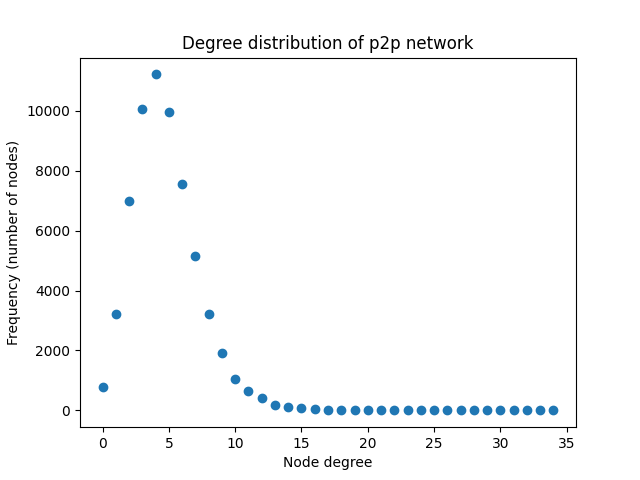 Degree distribution of p2p network
10000
8000
6000
4000
2000
0
Frequency (number of nodes)
0 5 10 15 20 25 30 35
Node degree